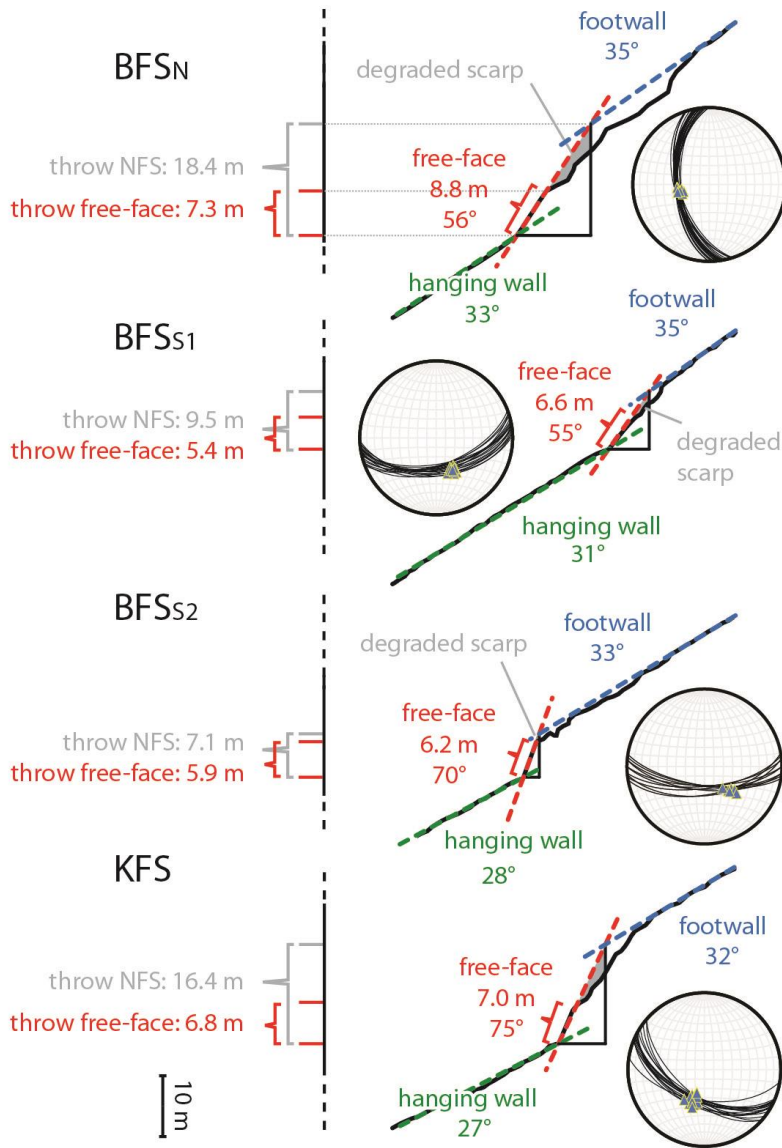 BFSN
footwall
35°
degraded scarp
throw NFS: 18.4 m
throw free-face: 7.3 m
free-face
8.8 m
56°
hanging wall
33°
BFSS1
footwall
35°
throw NFS: 9.5 m
throw free-face: 5.4 m
free-face
6.6 m
55°
degraded
scarp
hanging wall
31°
BFSS2
footwall
33°
degraded scarp
throw NFS: 7.1 m
throw free-face: 5.9 m
free-face
6.2 m
70°
hanging wall
28°
KFS
footwall
32°
throw NFS: 16.4 m
throw free-face: 6.8 m
free-face
7.0 m
75°
hanging wall
27°
10 m